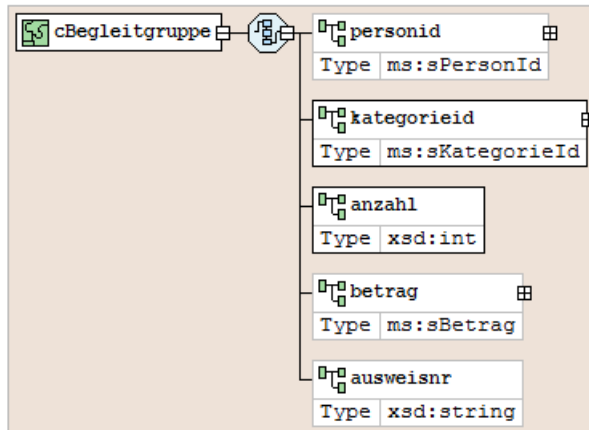 cBegleitgruppe
personid
Type ms:sPersonId
kategorieid
Type ms:sKategorieId
anzahl
Type xsd:int
betrag
Type ms:sBetrag
ausweisnr
Type xsd:string